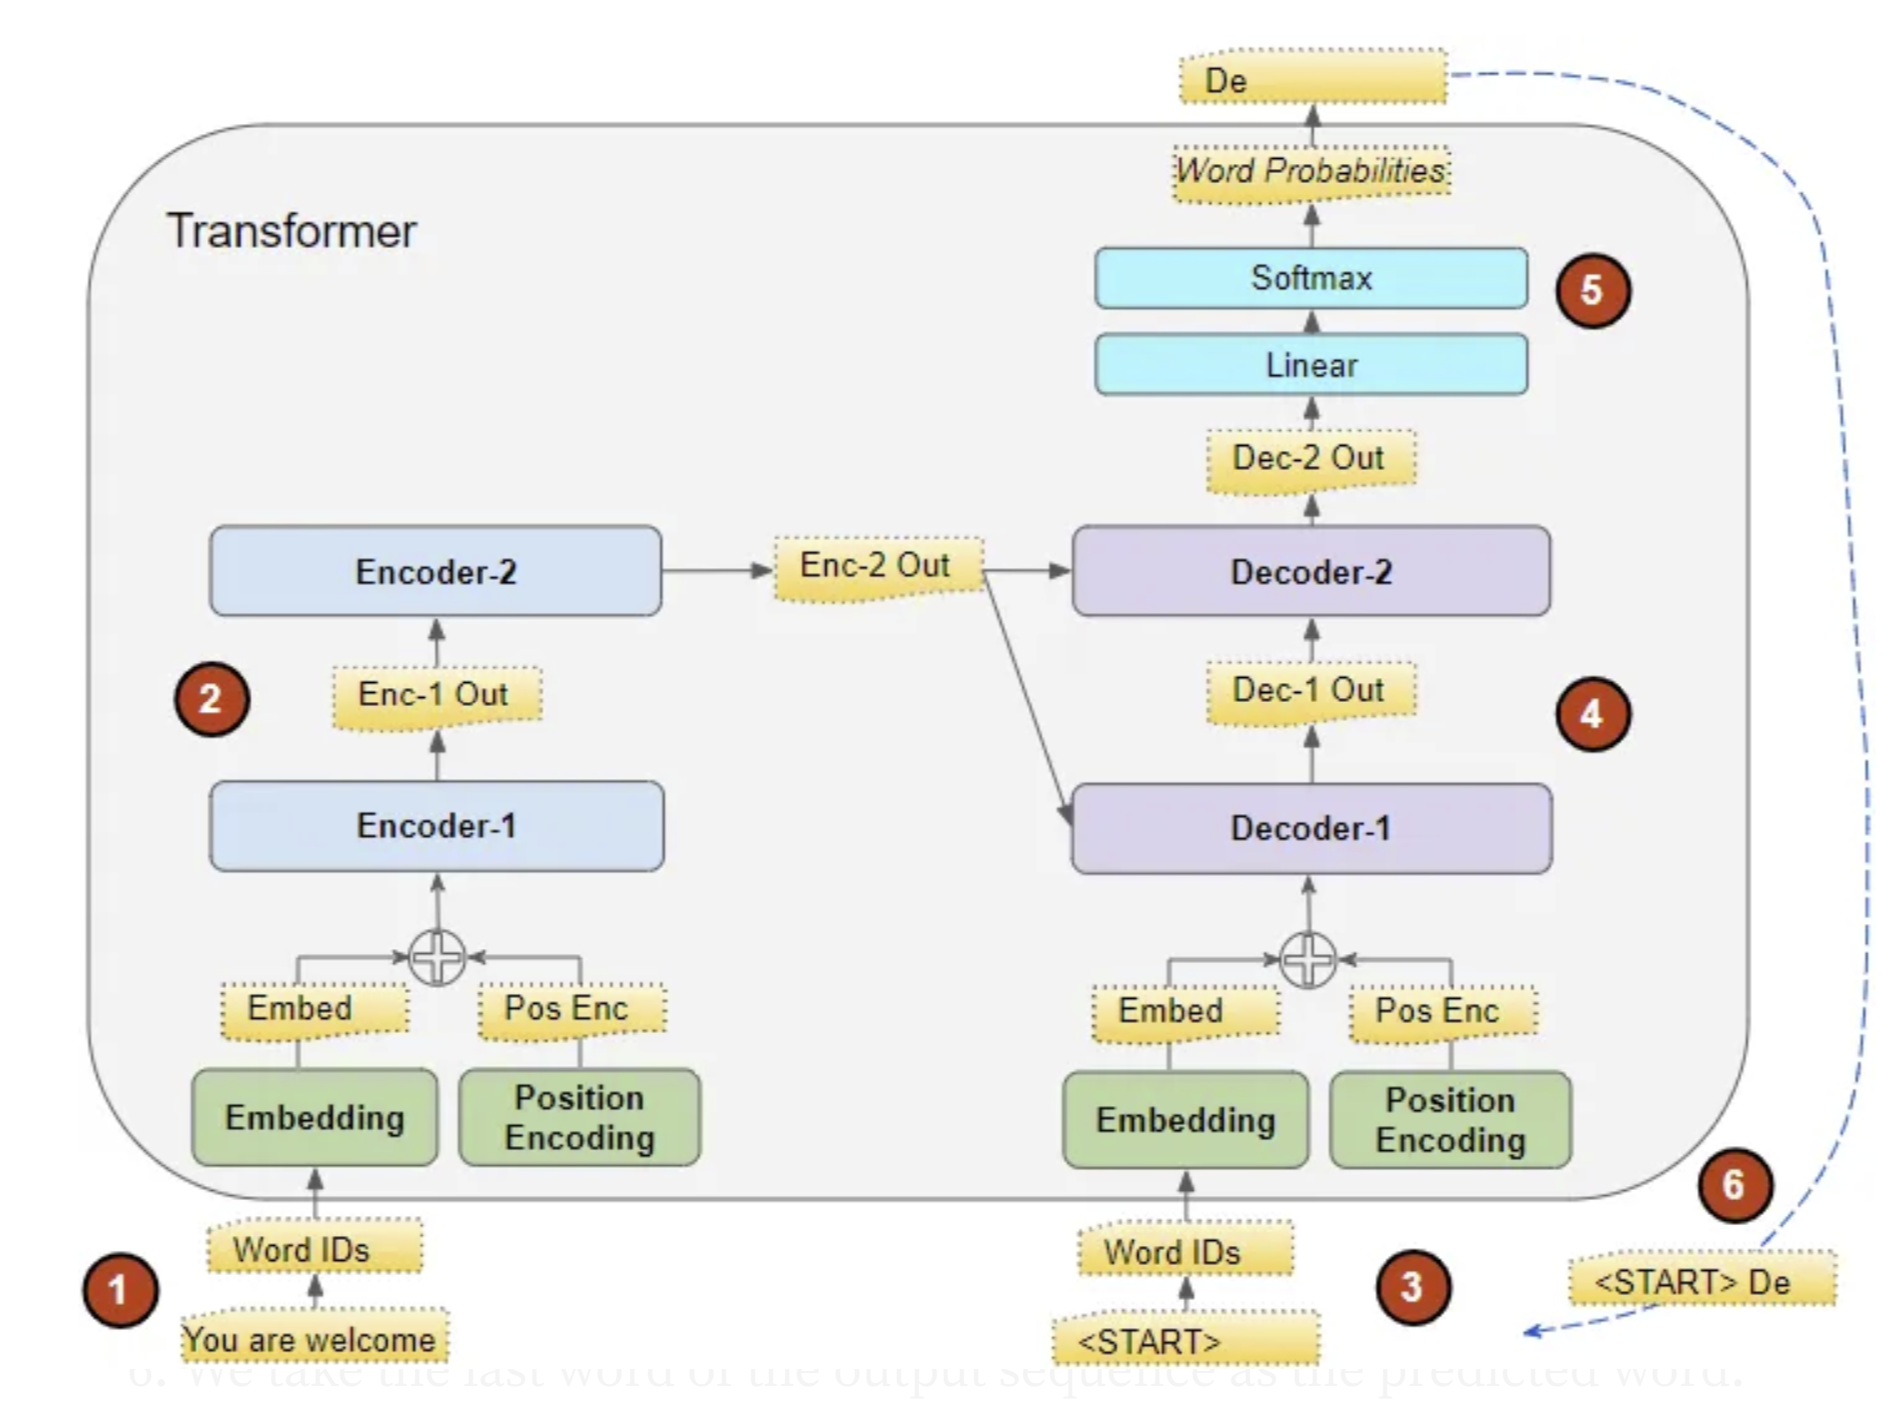 De
Word Probabilities
Transformer
Softmax
5
Linear
Dec-2 Out
Encoder-2
Enc-2 Out
Decoder-2
2
Enc-1 Out
Dec-1 Out
4
Encoder-1
Decoder-1
Embed
Pos Enc
Embed
Pos Enc
Embedding
Position
Encoding
Embedding
Position
Encoding
6
Word IDs
Word IDs
1
3
<START> De
You are welcome
<START>
6. We take the last word of the output sequence as the predicted word.